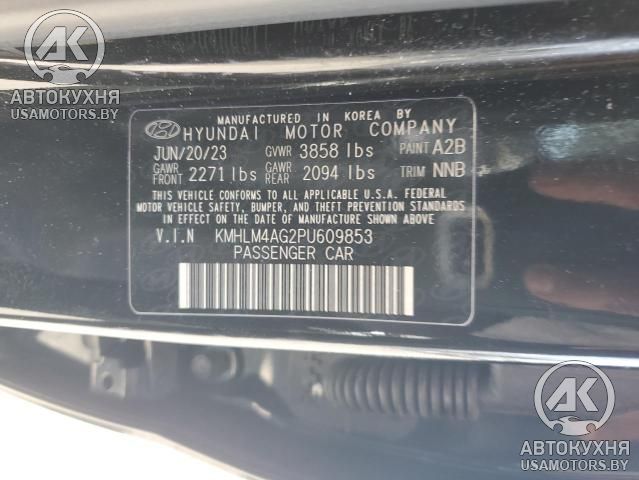 АК
АВТОКУХНЯ
USAMOTORS.BY
MANUFACTURED IN KOREA BY
HYUNDAI MOTOR COMPANY
JUN/20/23 GVWR 3858 lbs PAINT A2B
GAWR FRONT 2271 lbs GAWR REAR 2094 lbs TRIM NNB
THIS VEHICLE CONFORMS TO ALL APPLICABLE U.S.A. FEDERAL
MOTOR VEHICLE SAFETY, BUMPER, AND THEFT PREVENTION STANDARDS
IN EFFECT ON THE DATE OF MANUFACTURE SHOWN ABOVE.
V.I.N KMHLM4AG2PU609853
PASSENGER CAR
АК
АВТОКУХНЯ
USAMOTORS.BY